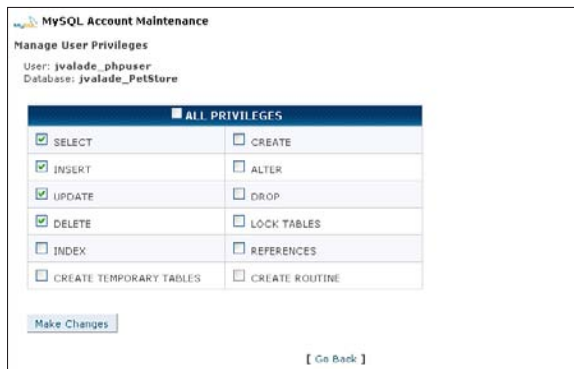 MySQL Account Maintenance
Manage User Privileges
User: jvalade_phpuser
Database: jvalade_PetStore
ALL PRIVILEGES
SELECT
CREATE
INSERT
ALTER
UPDATE
DROP
DELETE
LOCK TABLES
INDEX
REFERENCES
CREATE TEMPORARY TABLES
CREATE ROUTINE
Make Changes
[ Go Back ]